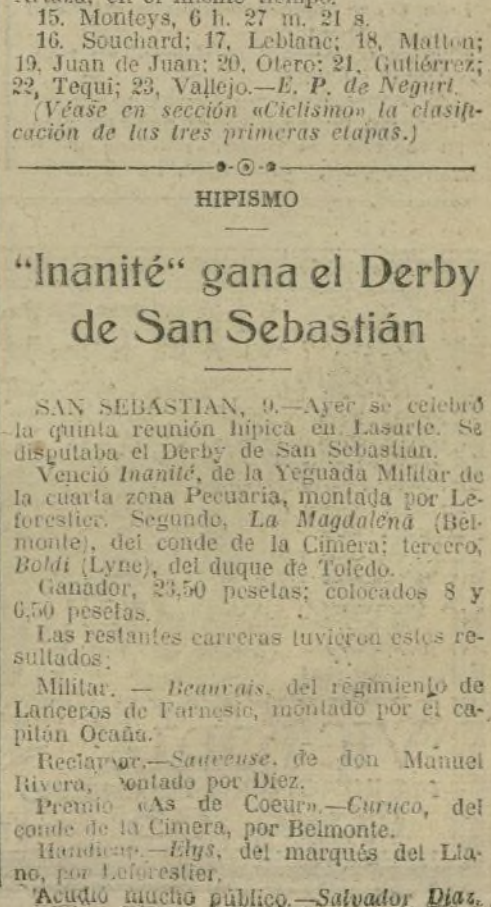 15. Monteys, 6 h. 27 m. 21 s.
16. Souchard; 17, Leblanc; 18, Matton;
19, Juan de Juan; 20, Otero; 21, Gutiérrez;
22, Tequi; 23, Vallejo.—E. P. de Neguri.
(Véase en sección «Ciclismo» la clasifi-
cación de las tres primeras etapas.)
HIPISMO
"Inanité“ gana el Derby
de San Sebastián
SAN SEBASTIAN, 9.—Ayer se celebró
la quinta reunión hípica en Lasarte. Se
disputaba el Derby de San Sebastián.
Venció Inanité, de la Yeguada Militar de
la cuarta zona Pecuaria, montada por Le-
forestier. Segundo, La Magdalena (Bel-
monte), del conde de la Cimera; tercero,
Boldi (Lyne), del duque de Toledo.
Ganador, 23,50 pesetas; colocados 8 y
6,50 pesetas.
Las restantes carreras tuvieron estos re-
sultados:
Militar. — Beauvais, del regimiento de
Lanceros de Farnesio, montado por el ca-
pitán Ocaña.
Reclamar.—Sauveuse, de don Manuel
Rivera, montado por Díez.
Premio «As de Coeur».—Curuco, del
conde de la Cimera, por Belmonte.
Handicap.—Elys, del marqués del Lla-
no, por Leforestier.
Acudió mucho público.—Salvador Díaz.